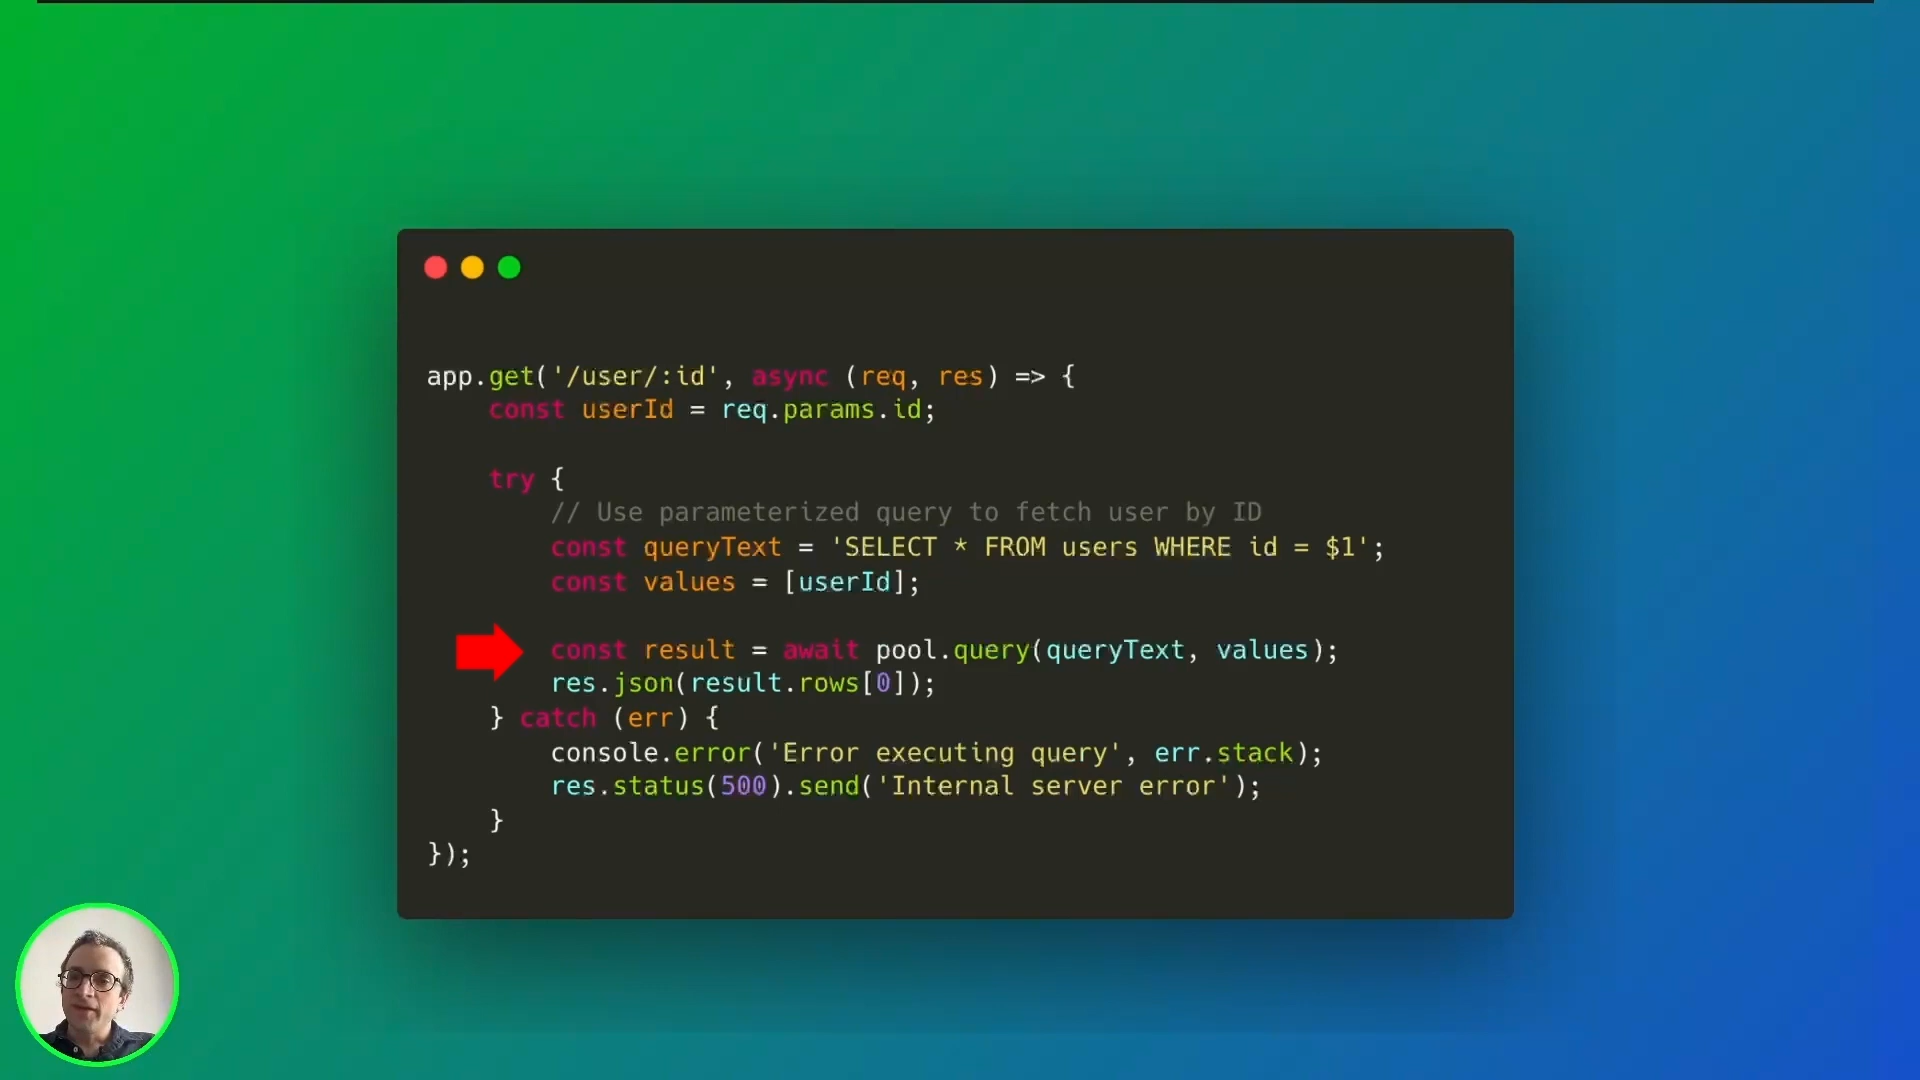 app.get('/user/:id', async (req, res) => {
    const userId = req.params.id;
    try {
        // Use parameterized query to fetch user by ID
        const queryText = 'SELECT * FROM users WHERE id = $1';
        const values = [userId];
        const result = await pool.query(queryText, values);
        res.json(result.rows[0]);
    } catch (err) {
        console.error('Error executing query', err.stack);
        res.status(500).send('Internal server error');
    }
});